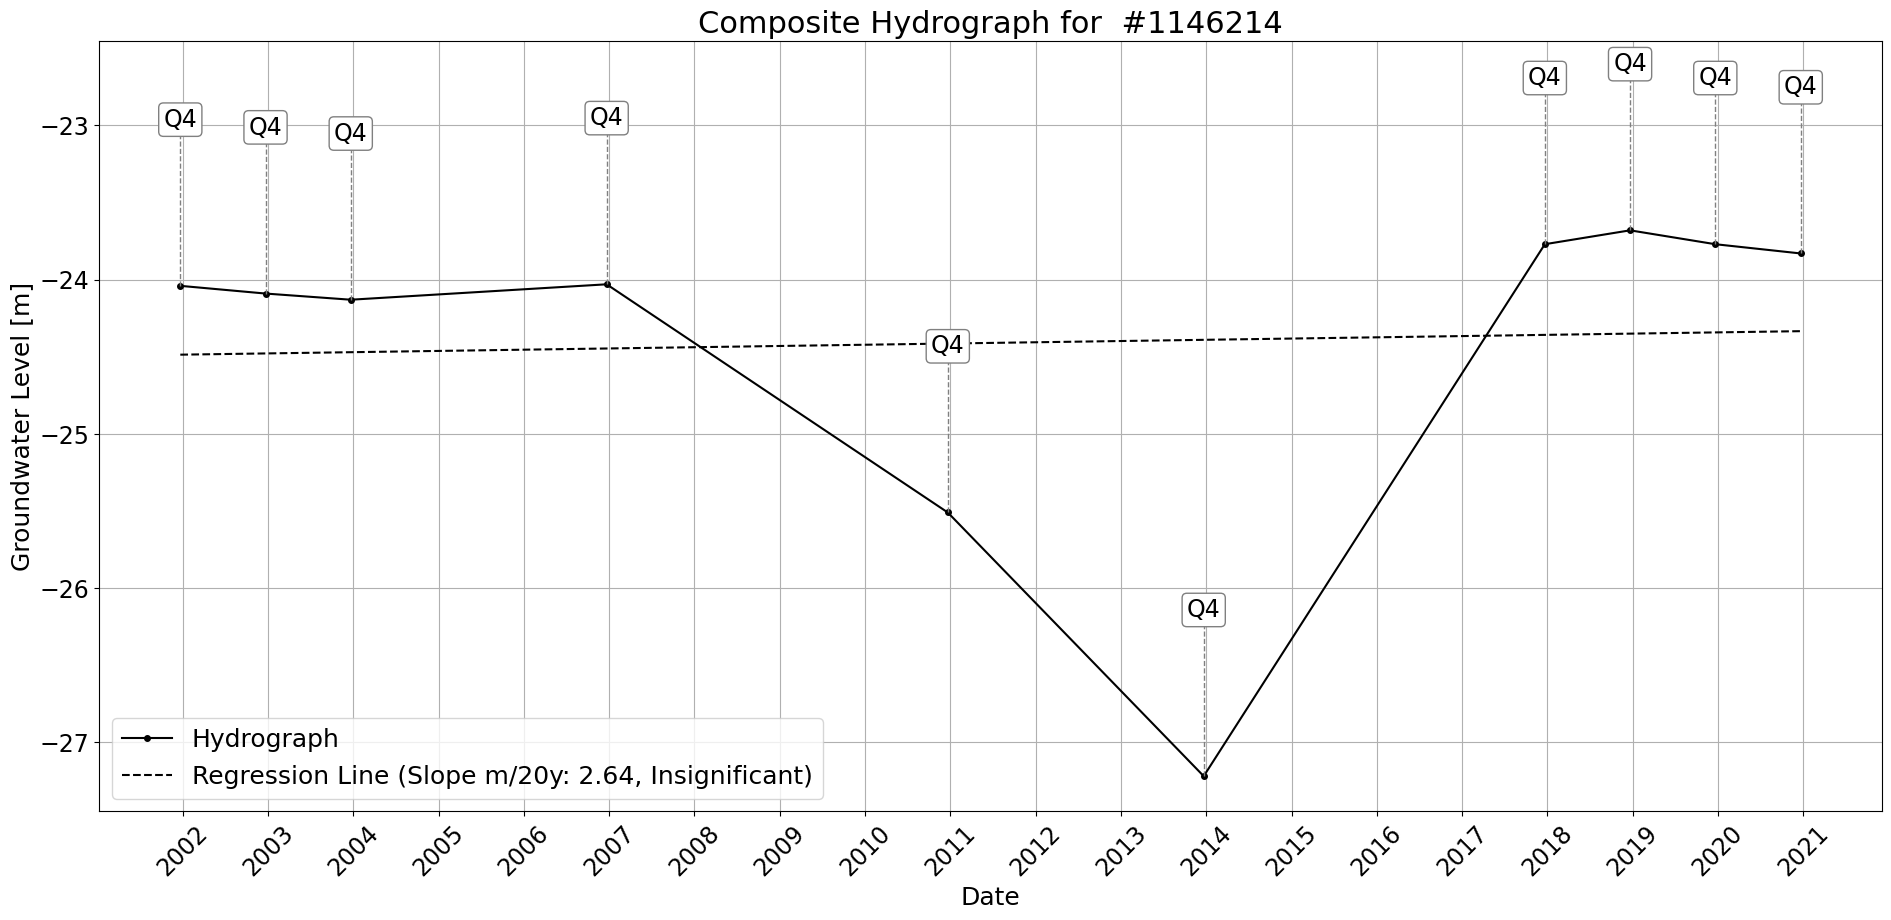 Composite Hydrograph for  #1146214
Q4
Q4
Q4
Q4
Q4
Q4
Q4
Q4
Q4
Q4
Groundwater Level [m]
−23
−24
−25
−26
−27
Hydrograph
Regression Line (Slope m/20y: 2.64, Insignificant)
2002
2003
2004
2005
2006
2007
2008
2009
2010
2011
2012
2013
2014
2015
2016
2017
2018
2019
2020
2021
Date